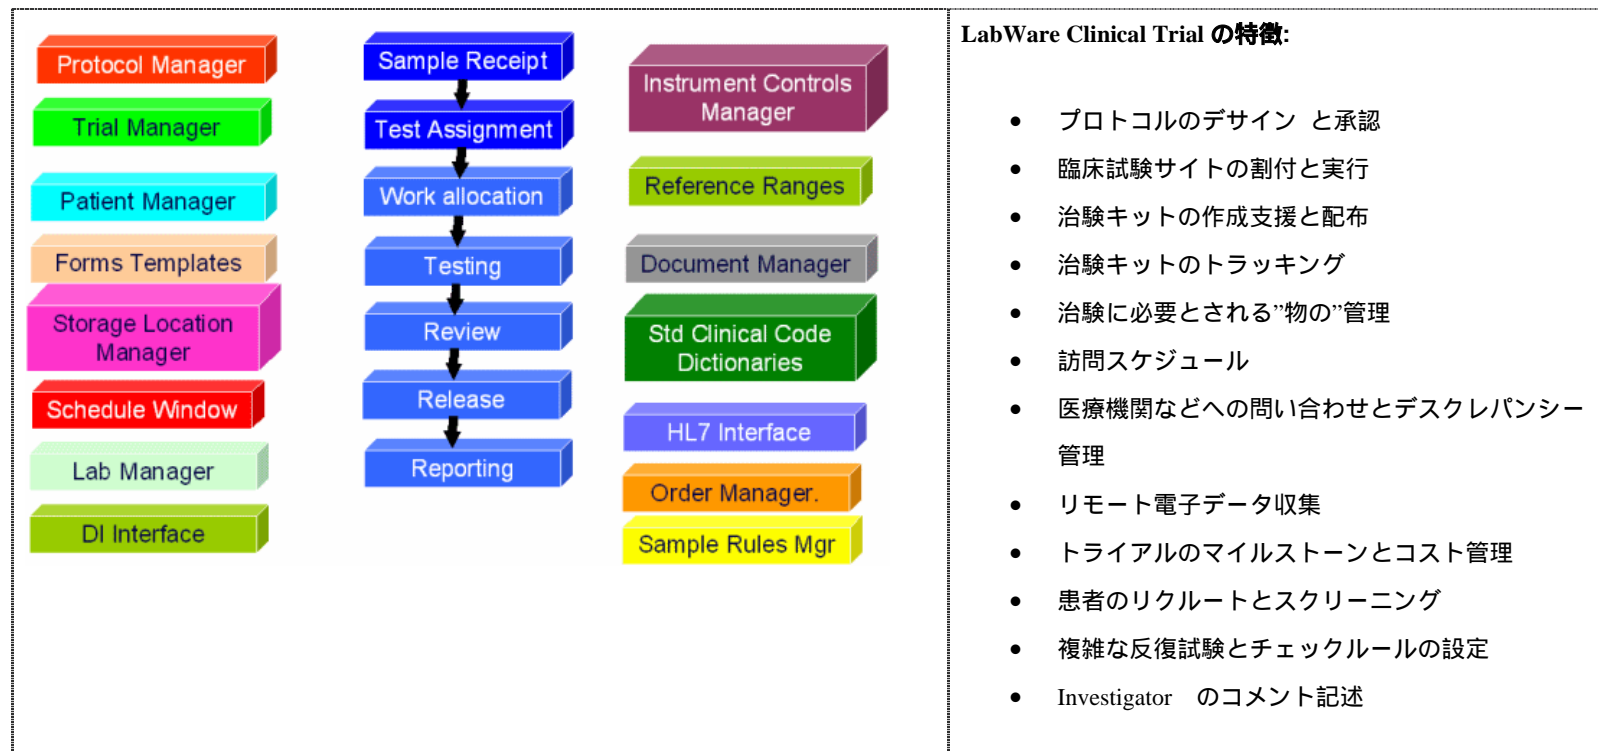 Protocol Manager
Trial Manager
Patient Manager
Forms Templates
Storage Location
Manager
Schedule Window
Lab Manager
DI Interface
Sample Receipt
Test Assignment
Work allocation
Testing
Review
Release
Reporting
Instrument Controls
Manager
Reference Ranges
Document Manager
Std Clinical Code
Dictionaries
HL7 Interface
Order Manager.
Sample Rules Mgr
LabWare Clinical Trial の特徴:
• プロトコルのデサイン と承認
• 臨床試験サイトの割付と実行
• 治験キットの作成支援と配布
• 治験キットのトラッキング
• 治験に必要とされる”物の”管理
• 訪問スケジュール
• 医療機関などへの問い合わせとデスクレパンシー
管理
• リモート電子データ収集
• トライアルのマイルストーンとコスト管理
• 患者のリクルートとスクリーニング
• 複雑な反復試験とチェックルールの設定
• Investigator のコメント記述